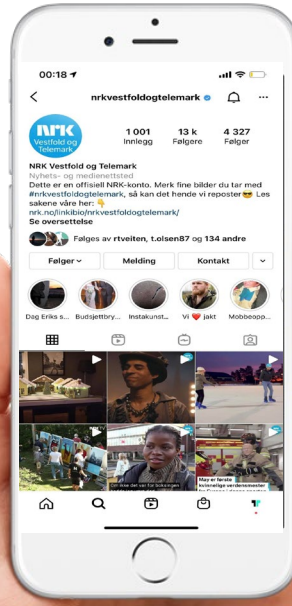 00:18
nrkvestfoldogtelemark
NRK
Vestfold og
Telemark
1 001
13 k
4 327
Innlegg
Følgere
Følger
NRK Vestfold og Telemark
Nyhets- og medienettsted
Dette er en offisiell NRK-konto. Merk fine bilder du tar med
#nrkvestfoldogtelemark, så kan det hende vi reposter😎 Les
sakene våre her: 👇
nrk.no/linkibio/nrkvestfoldogtelemark/
Se oversettelse
Følges av rtveiten, t.olsen87 og 134 andre
Følger
Melding
Kontakt
Dag Eriks s...
Budsjettbry...
Instakunst...
Vi ❤️ jakt
Mobbeopp...
May er første
kvinnelige verdensmester